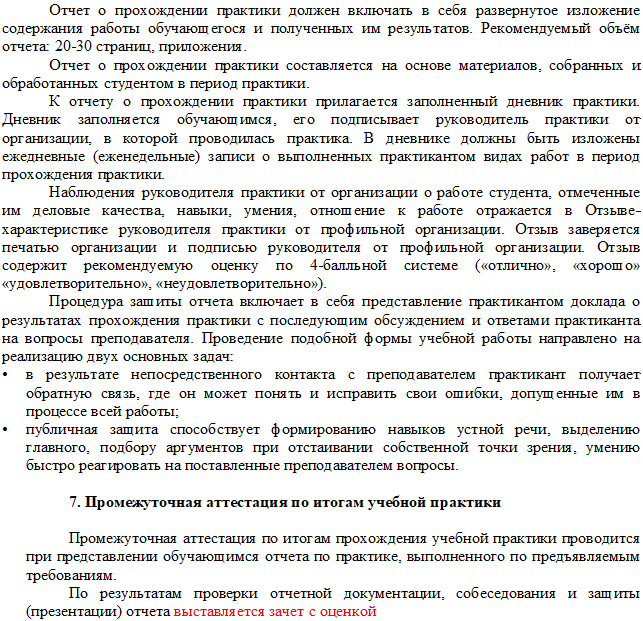 Отчет о прохождении практики должен включать в себя развернутое изложение
содержания работы обучающегося и полученных им результатов. Рекомендуемый объём
отчета: 20-30 страниц, приложения.
Отчет о прохождении практики составляется на основе материалов, собранных и
обработанных студентом в период практики.
К отчету о прохождении практики прилагается заполненный дневник практики.
Дневник заполняется обучающимся, его подписывает руководитель практики от
организации, в которой проводилась практика. В дневнике должны быть изложены
ежедневные (еженедельные) записи о выполненных практикантом видах работ в период
прохождения практики.
Наблюдения руководителя практики от организации о работе студента, отмеченные
им деловые качества, навыки, умения, отношение к работе отражается в Отзыве-
характеристике руководителя практики от профильной организации. Отзыв заверяется
печатью организации и подписью руководителя от профильной организации. Отзыв
содержит рекомендуемую оценку по 4-балльной системе («отлично», «хорошо»
«удовлетворительно», «неудовлетворительно»).
Процедура защиты отчета включает в себя представление практикантом доклада о
результатах прохождения практики с последующим обсуждением и ответами практиканта
на вопросы преподавателя. Проведение подобной формы учебной работы направлено на
реализацию двух основных задач:
• в результате непосредственного контакта с преподавателем практикант получает
обратную связь, где он может понять и исправить свои ошибки, допущенные им в
процессе всей работы;
• публичная защита способствует формированию навыков устной речи, выделению
главного, подбору аргументов при отстаивании собственной точки зрения, умению
быстро реагировать на поставленные преподавателем вопросы.
7. Промежуточная аттестация по итогам учебной практики
Промежуточная аттестация по итогам прохождения учебной практики проводится
при представлении обучающимся отчета по практике, выполненного по предъявляемым
требованиям.
По результатам проверки отчетной документации, собеседования и защиты
(презентации) отчета выставляется зачет с оценкой